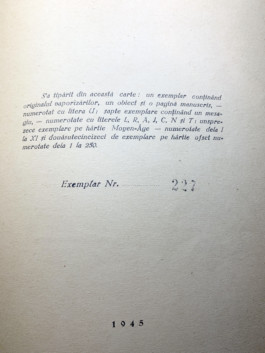 S'a tipărit din această carte: un exemplar conținând
originalul vaporizărilor, un obiect și o pagină manuscris, —
numerotat cu litera U; șapte exemplare conținând un mesa-
giu, — numerotate cu literele I, R, A, I, C, N și T; unspre-
zece exemplare pe hârtie Moyen-Âge — numerotate dela I
la XI și douăsutecincizeci de exemplare pe hârtie ofset nu-
merotate dela 1 la 250.
Exemplar Nr. 227
1945